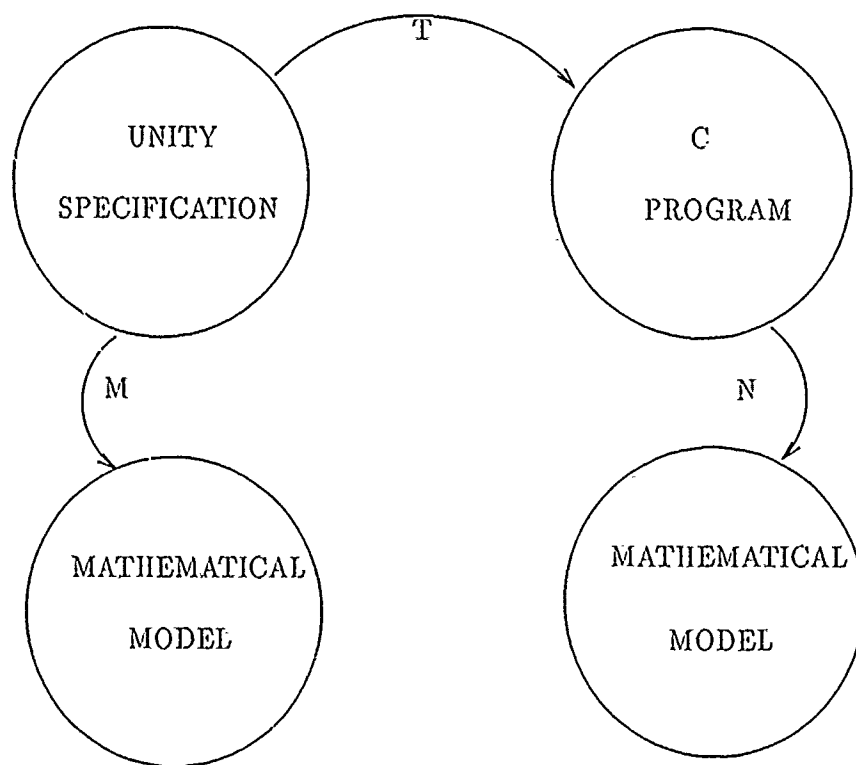 T
UNITY
SPECIFICATION
C
PROGRAM
M
N
MATHEMATICAL
MODEL
MATHEMATICAL
MODEL